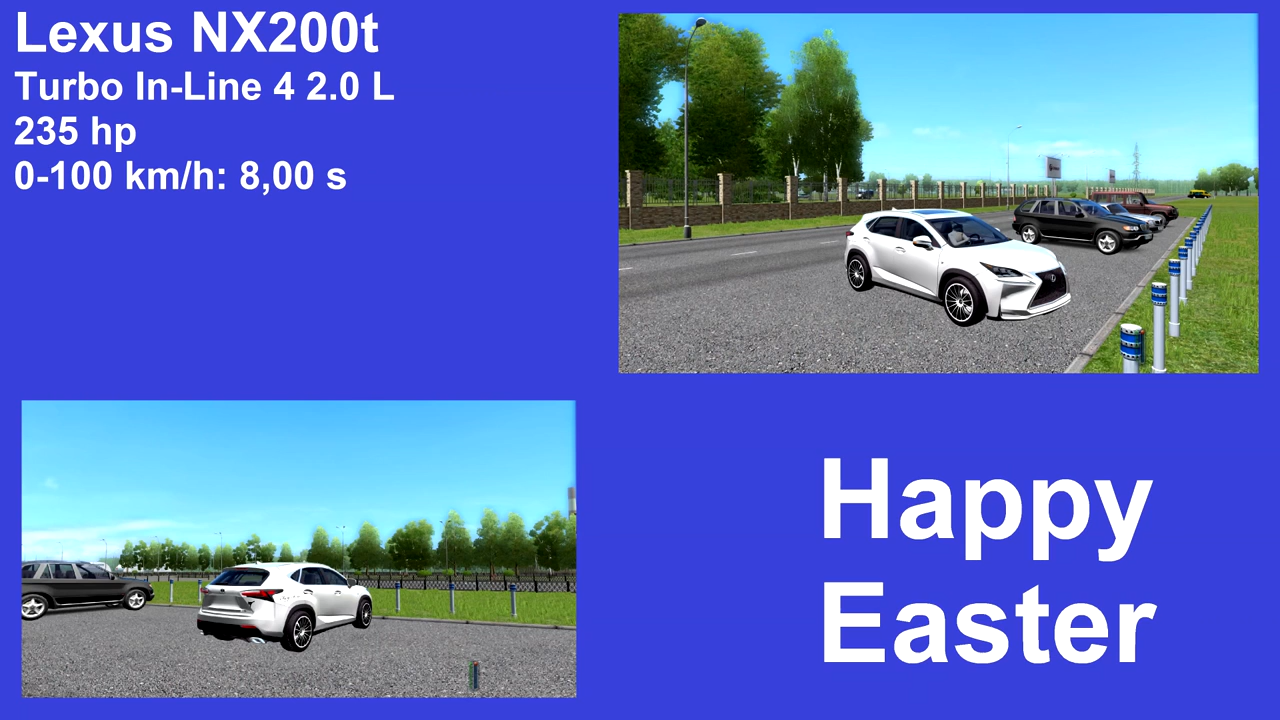 Lexus NX200t
Turbo In-Line 4 2.0 L
235 hp
0-100 km/h: 8,00 s
Happy
Easter